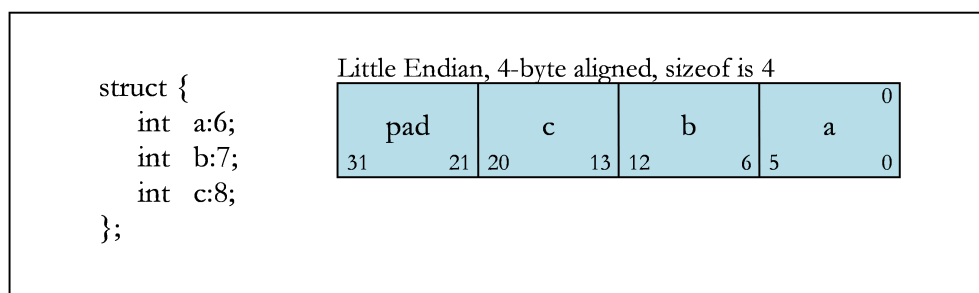 Little Endian, 4-byte aligned, sizeof is 4
struct {
int a:6;
int b:7;
int c:8;
};
0
pad c b a
31 21 20 13 12 6 5 0